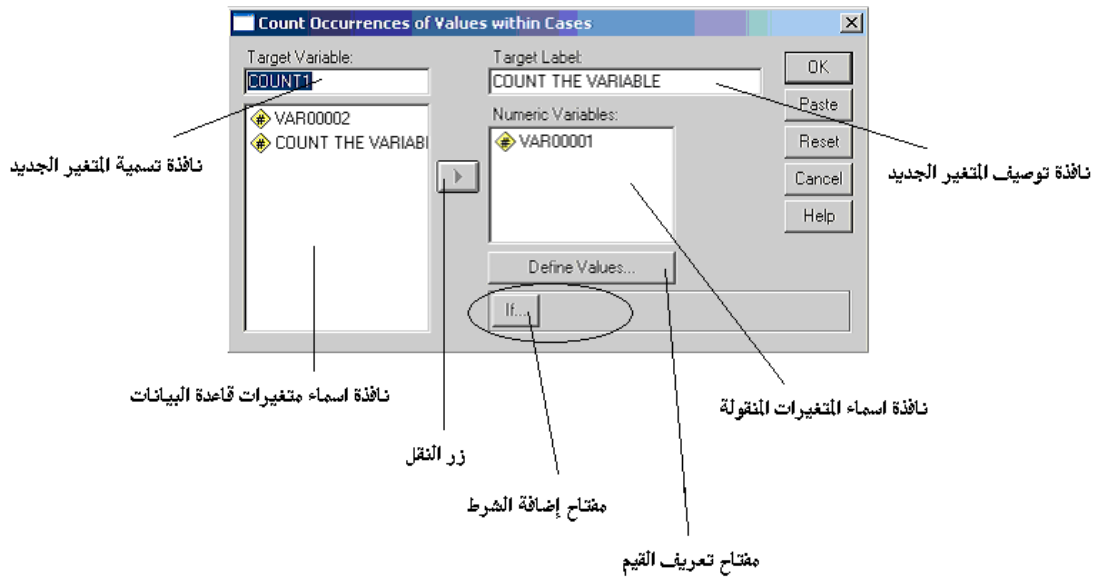 Count Occurrences of Values within Cases
Target Variable:
COUNT1
Target Label:
COUNT THE VARIABLE
OK
Paste
Reset
Cancel
Help
VAR00002
COUNT THE VARIABI
Numeric Variables:
VAR00001
Define Values...
If...
نافذة تسمية المتغير الجديد
نافذة توصيف المتغير الجديد
نافذة اسماء متغيرات قاعدة البيانات
نافذة اسماء المتغيرات المنقولة
زر النقل
مفتاح إضافة الشرط
مفتاح تعريف القيم